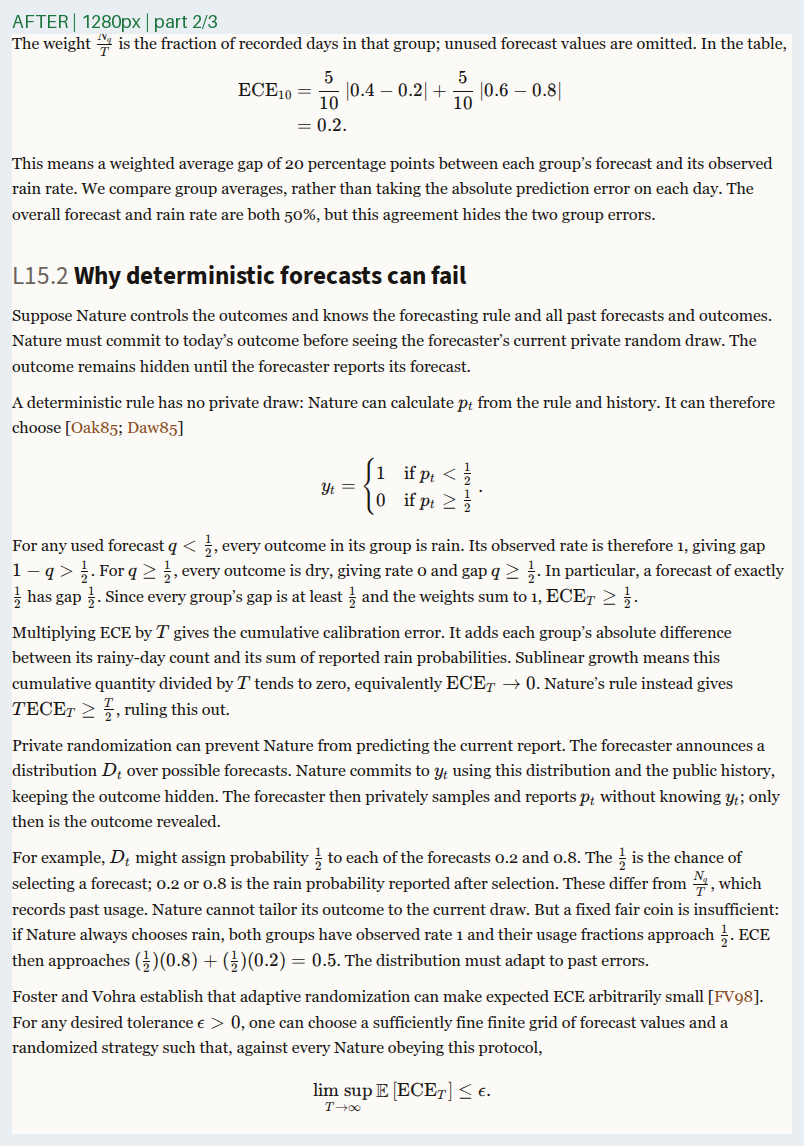 AFTER | 1280px | part 2/3
The weight N_q/T is the fraction of recorded days in that group; unused forecast values are omitted. In the table,
ECE₁₀ = 5/10 |0.4 − 0.2| + 5/10 |0.6 − 0.8|
= 0.2.
This means a weighted average gap of 20 percentage points between each group’s forecast and its observed
rain rate. We compare group averages, rather than taking the absolute prediction error on each day. The
overall forecast and rain rate are both 50%, but this agreement hides the two group errors.
L15.2 Why deterministic forecasts can fail
Suppose Nature controls the outcomes and knows the forecasting rule and all past forecasts and outcomes.
Nature must commit to today’s outcome before seeing the forecaster’s current private random draw. The
outcome remains hidden until the forecaster reports its forecast.
A deterministic rule has no private draw: Nature can calculate p_t from the rule and history. It can therefore
choose [Oak85; Daw85]
y_t = { 1 if p_t < 1/2
0 if p_t ≥ 1/2 .
For any used forecast q < 1/2, every outcome in its group is rain. Its observed rate is therefore 1, giving gap
1 − q > 1/2. For q ≥ 1/2, every outcome is dry, giving rate 0 and gap q ≥ 1/2. In particular, a forecast of exactly
1/2 has gap 1/2. Since every group’s gap is at least 1/2 and the weights sum to 1, ECE_T ≥ 1/2.
Multiplying ECE by T gives the cumulative calibration error. It adds each group’s absolute difference
between its rainy-day count and its sum of reported rain probabilities. Sublinear growth means this
cumulative quantity divided by T tends to zero, equivalently ECE_T → 0. Nature’s rule instead gives
TECE_T ≥ T/2, ruling this out.
Private randomization can prevent Nature from predicting the current report. The forecaster announces a
distribution D_t over possible forecasts. Nature commits to y_t using this distribution and the public history,
keeping the outcome hidden. The forecaster then privately samples and reports p_t without knowing y_t; only
then is the outcome revealed.
For example, D_t might assign probability 1/2 to each of the forecasts 0.2 and 0.8. The 1/2 is the chance of
selecting a forecast; 0.2 or 0.8 is the rain probability reported after selection. These differ from N_q/T, which
records past usage. Nature cannot tailor its outcome to the current draw. But a fixed fair coin is insufficient:
if Nature always chooses rain, both groups have observed rate 1 and their usage fractions approach 1/2. ECE
then approaches (1/2)(0.8) + (1/2)(0.2) = 0.5. The distribution must adapt to past errors.
Foster and Vohra establish that adaptive randomization can make expected ECE arbitrarily small [FV98].
For any desired tolerance ϵ > 0, one can choose a sufficiently fine finite grid of forecast values and a
randomized strategy such that, against every Nature obeying this protocol,
lim sup 𝔼 [ECE_T] ≤ ϵ.
T→∞